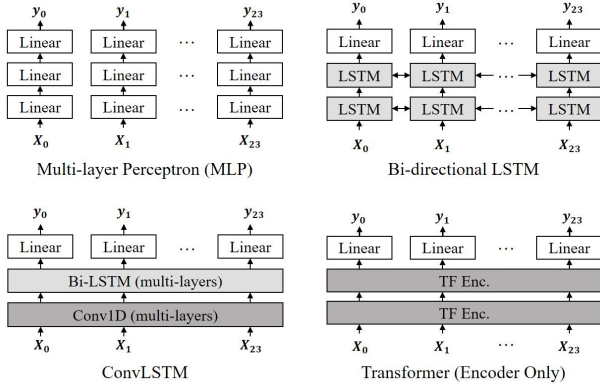 y₀ y₁ y₂₃
Linear Linear ... Linear
Linear Linear ... Linear
Linear Linear ... Linear
X₀ X₁ X₂₃
Multi-layer Perceptron (MLP)
y₀ y₁ y₂₃
Linear Linear ... Linear
LSTM LSTM ... LSTM
LSTM LSTM ... LSTM
X₀ X₁ X₂₃
Bi-directional LSTM
y₀ y₁ y₂₃
Linear Linear ... Linear
Bi-LSTM (multi-layers)
Conv1D (multi-layers)
X₀ X₁ ... X₂₃
ConvLSTM
y₀ y₁ y₂₃
Linear Linear ... Linear
TF Enc.
TF Enc.
X₀ X₁ ... X₂₃
Transformer (Encoder Only)